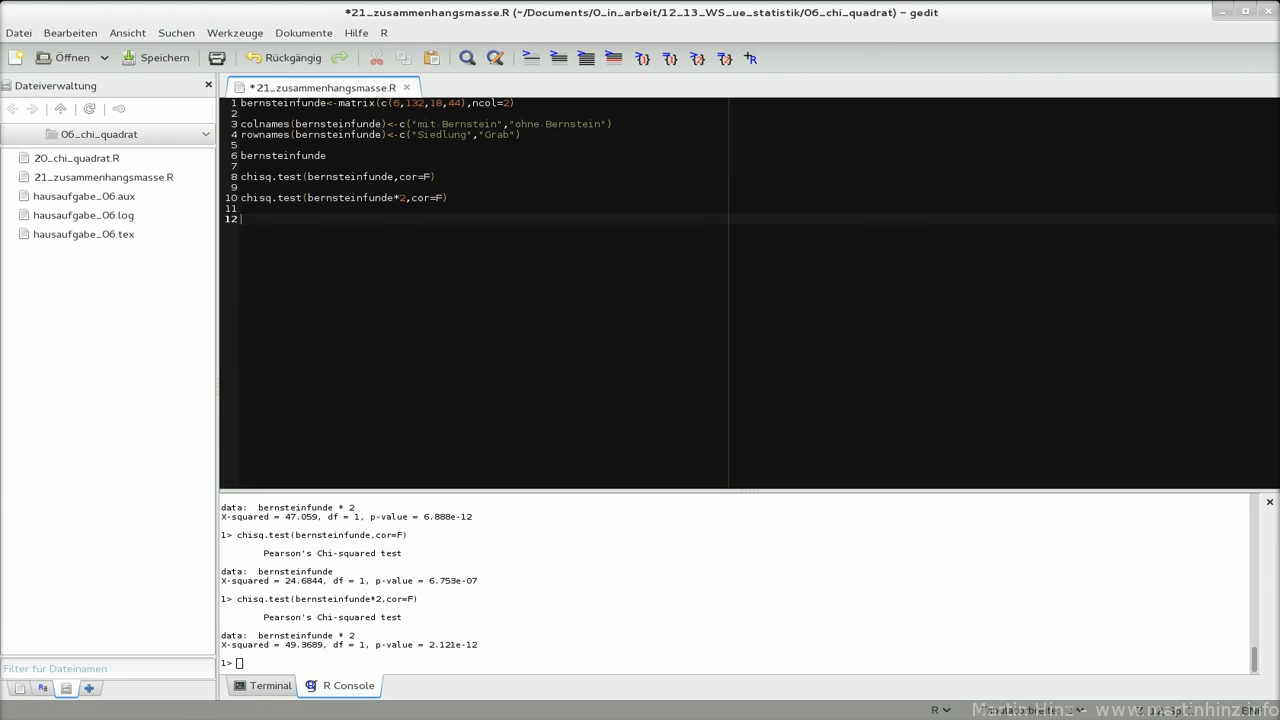 *21_zusammenhangsmasse.R (~/Documents/0_in_arbeit/12_13_WS_ue_statistik/06_chi_quadrat) – gedit
Datei Bearbeiten Ansicht Suchen Werkzeuge Dokumente Hilfe R
Öffnen Speichern Rückgängig
Dateiverwaltung
06_chi_quadrat
20_chi_quadrat.R
21_zusammenhangsmasse.R
hausaufgabe_06.aux
hausaufgabe_06.log
hausaufgabe_06.tex
Filter für Dateinamen
*21_zusammenhangsmasse.R
1 bernsteinfunde<-matrix(c(6,132,18,44),ncol=2)
2
3 colnames(bernsteinfunde)<-c("mit·Bernstein","ohne·Bernstein")
4 rownames(bernsteinfunde)<-c("Siedlung","Grab")
5
6 bernsteinfunde
7
8 chisq.test(bernsteinfunde,cor=F)
9
10 chisq.test(bernsteinfunde*2,cor=F)
11
12
data: bernsteinfunde * 2
X-squared = 47.059, df = 1, p-value = 6.888e-12
1> chisq.test(bernsteinfunde,cor=F)
Pearson's Chi-squared test
data: bernsteinfunde
X-squared = 24.6844, df = 1, p-value = 6.753e-07
1> chisq.test(bernsteinfunde*2,cor=F)
Pearson's Chi-squared test
data: bernsteinfunde * 2
X-squared = 49.3689, df = 1, p-value = 2.121e-12
1>
Terminal R Console
R
Martin Hinz - www.martinhinz.info